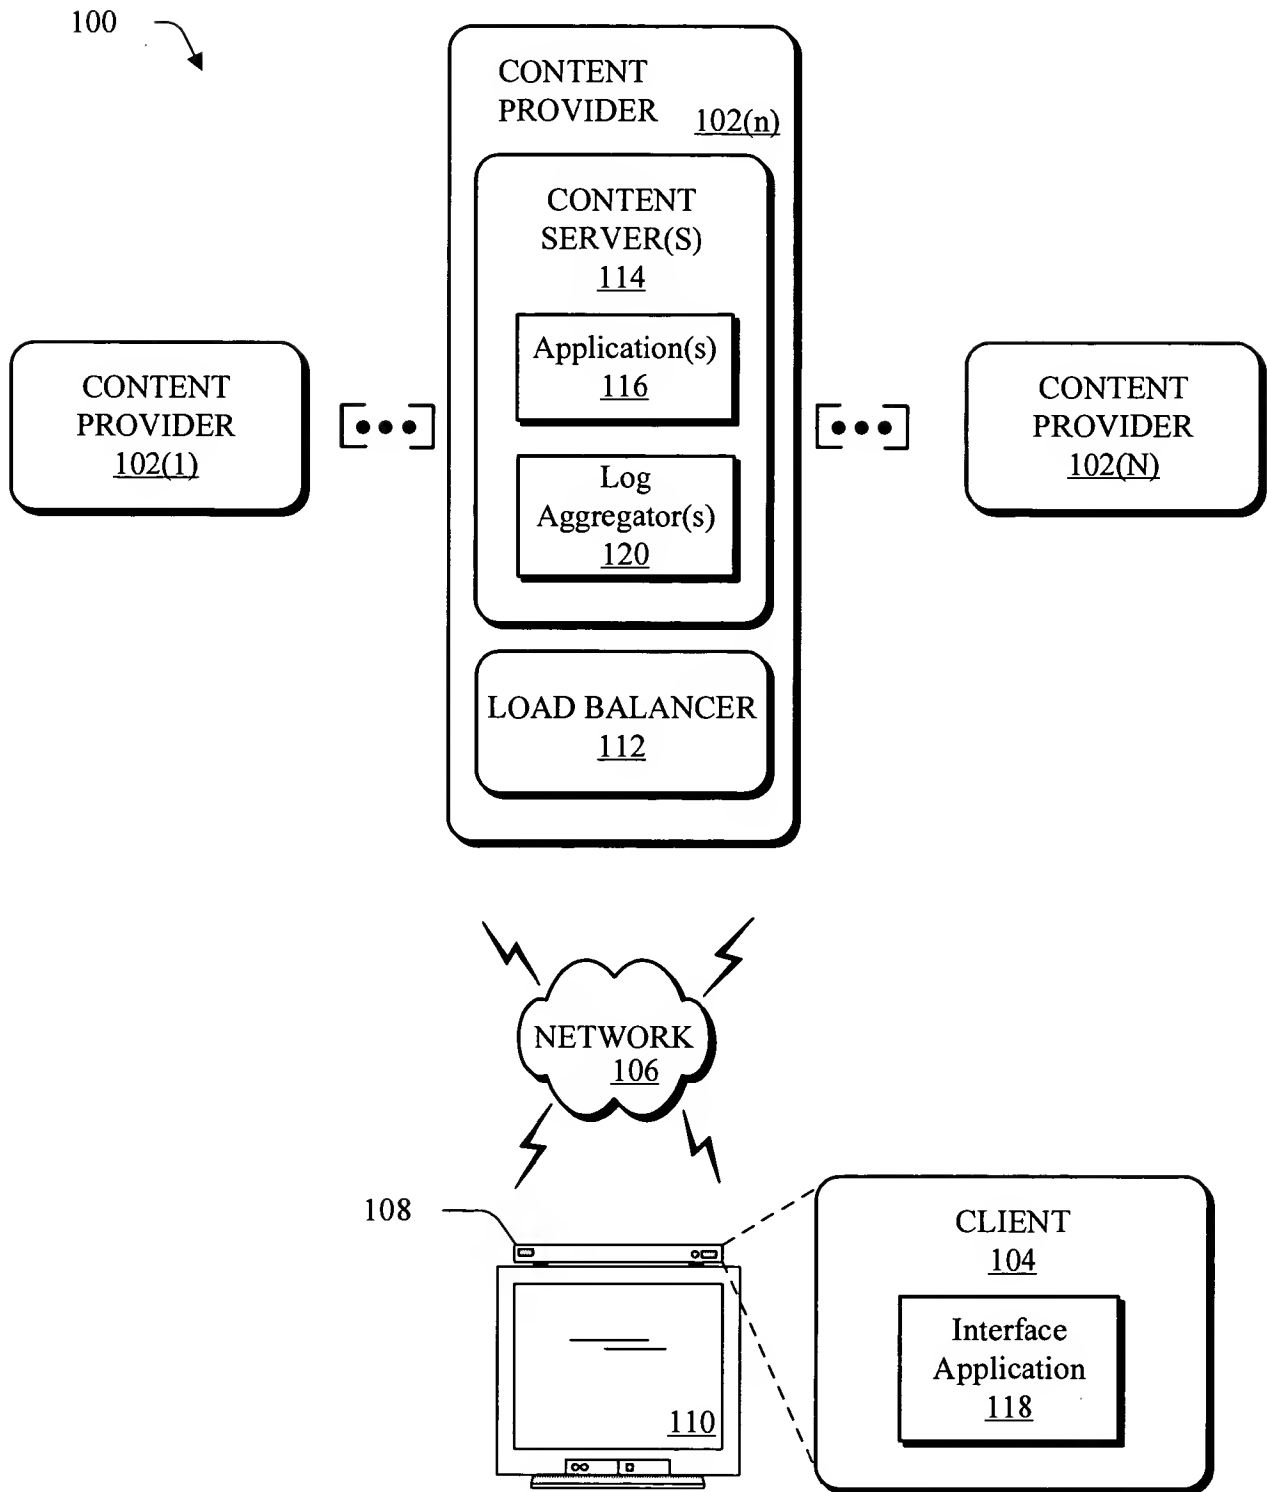 100
CONTENT
PROVIDER
102(n)
CONTENT
SERVER(S)
114
Application(s)
116
Log
Aggregator(s)
120
LOAD BALANCER
112
CONTENT
PROVIDER
102(1)
[•••]
[•••]
CONTENT
PROVIDER
102(N)
NETWORK
106
108
110
CLIENT
104
Interface
Application
118